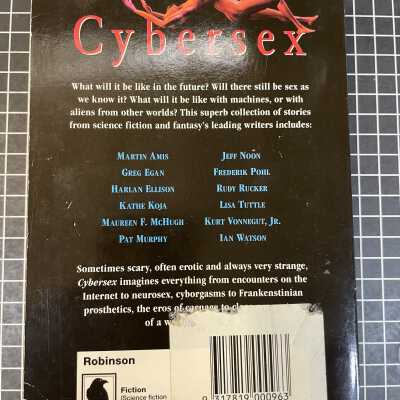 Cybersex
What will it be like in the future? Will there still be sex as
we know it? What will it be like with machines, or with
aliens from other worlds? This superb collection of stories
from science fiction and fantasy's leading writers includes:
MARTIN AMIS JEFF NOON
GREG EGAN FREDERIK POHL
HARLAN ELLISON RUDY RUCKER
KATHE KOJA LISA TUTTLE
MAUREEN F. MCHUGH KURT VONNEGUT, JR.
PAT MURPHY IAN WATSON
Sometimes scary, often erotic and always very strange,
Cybersex imagines everything from encounters on the
Internet to neurosex, cyborgasms to Frankenstinian
prosthetics, the eros of carnage to
of a
Robinson
Fiction
(Science fiction
9 317819 000963